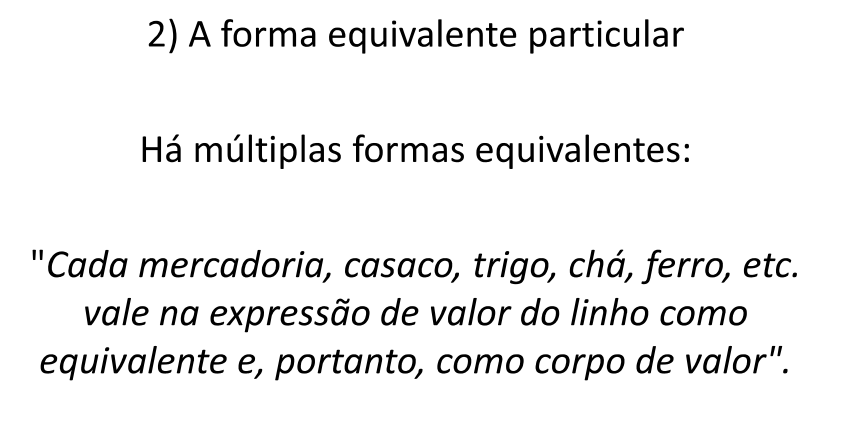 2) A forma equivalente particular
Há múltiplas formas equivalentes:
"Cada mercadoria, casaco, trigo, chá, ferro, etc.
vale na expressão de valor do linho como
equivalente e, portanto, como corpo de valor".